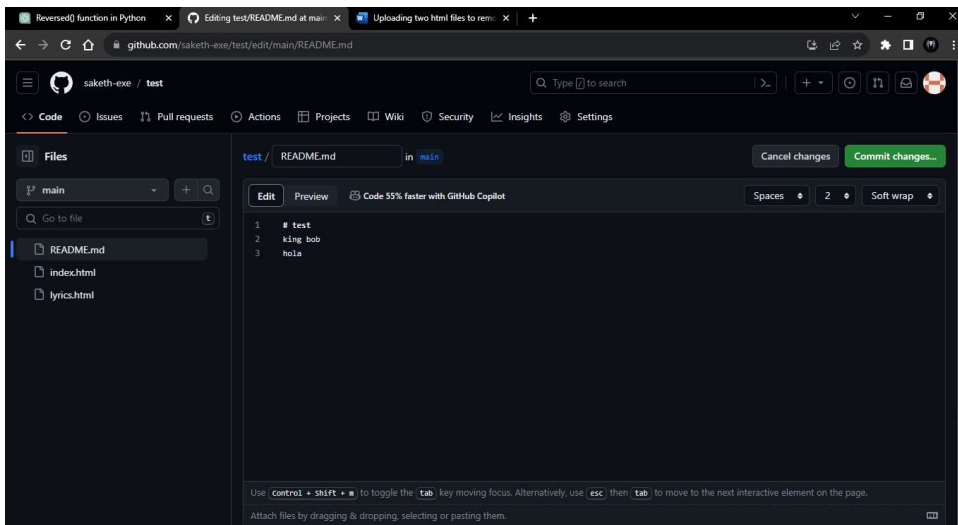 Reversed() function in Python
Editing test/README.md at main
Uploading two html files to remo
github.com/saketh-exe/test/edit/main/README.md
saketh-exe / test
Type / to search
Code Issues Pull requests Actions Projects Wiki Security Insights Settings
Files
test / README.md in main
Cancel changes Commit changes...
main
Edit Preview Code 55% faster with GitHub Copilot
Spaces 2 Soft wrap
Go to file t
1 # test
2 king bob
3 hola
README.md
index.html
lyrics.html
Use Control + Shift + m to toggle the tab key moving focus. Alternatively, use esc then tab to move to the next interactive element on the page.
Attach files by dragging & dropping, selecting or pasting them.